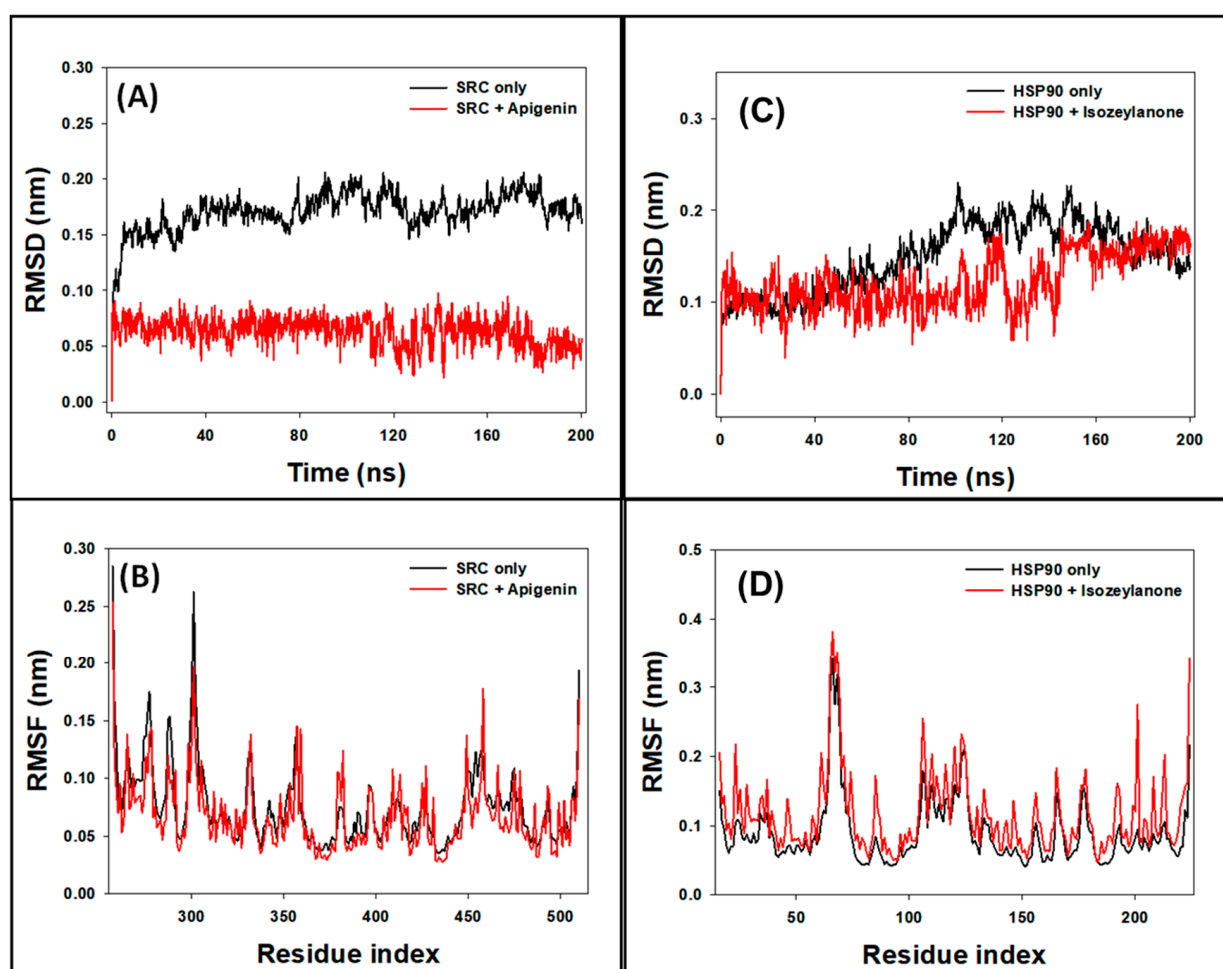 (A)
SRC only
SRC + Apigenin
0.30
0.25
0.20
0.15
0.10
0.05
0.00
RMSD (nm)
0 40 80 120 160 200
Time (ns)
(C)
HSP90 only
HSP90 + Isozeylanone
0.3
0.2
0.1
0.0
RMSD (nm)
0 40 80 120 160 200
Time (ns)
(B)
SRC only
SRC + Apigenin
0.30
0.25
0.20
0.15
0.10
0.05
0.00
RMSF (nm)
300 350 400 450 500
Residue index
(D)
HSP90 only
HSP90 + Isozeylanone
0.5
0.4
0.3
0.2
0.1
0.0
RMSF (nm)
50 100 150 200
Residue index